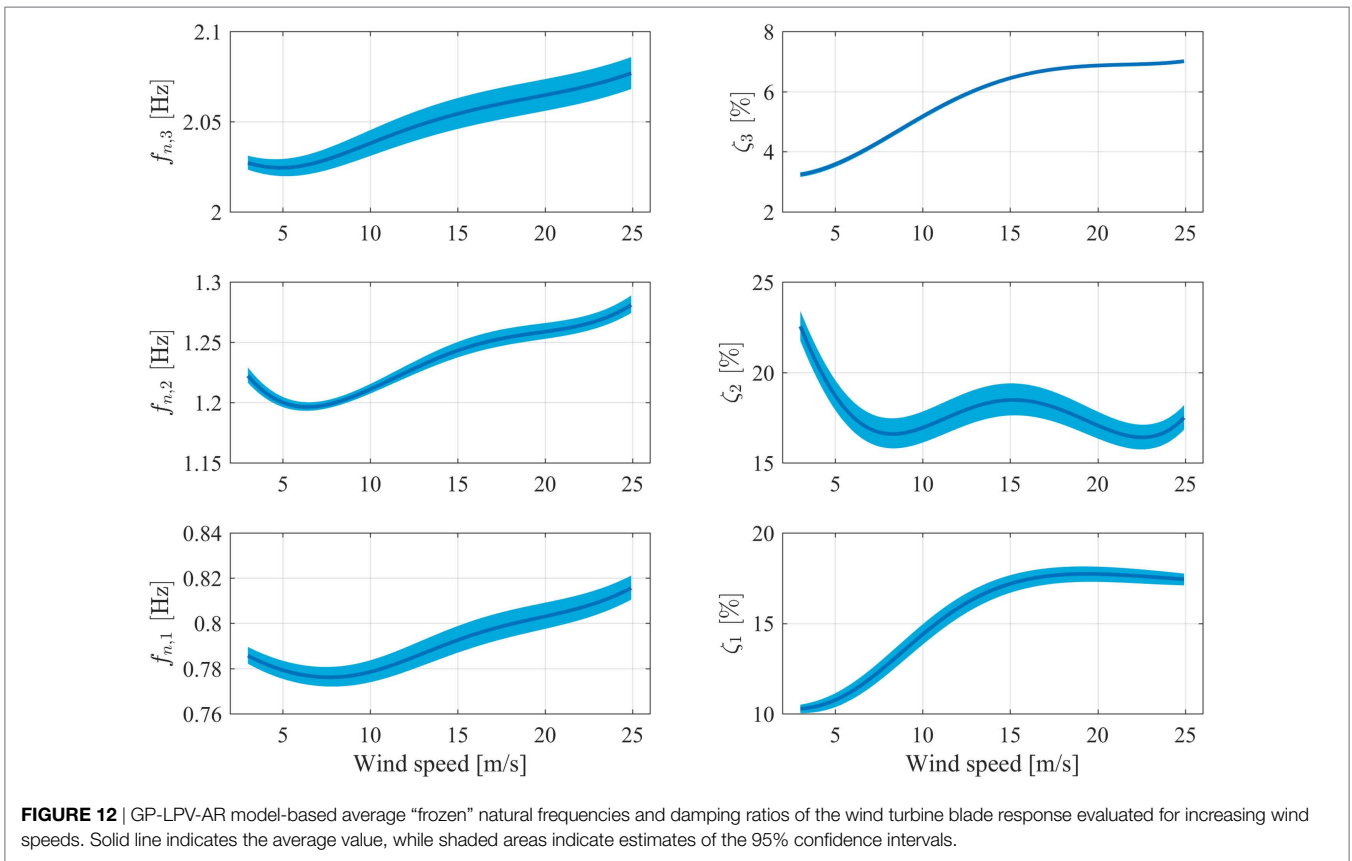 2.1
2.05
2
f_{n,3} [Hz]
5 10 15 20 25
8
6
4
2
ζ_3 [%]
5 10 15 20 25
1.3
1.25
1.2
1.15
f_{n,2} [Hz]
5 10 15 20 25
25
20
15
ζ_2 [%]
5 10 15 20 25
0.84
0.82
0.8
0.78
0.76
f_{n,1} [Hz]
5 10 15 20 25
Wind speed [m/s]
20
15
10
ζ_1 [%]
5 10 15 20 25
Wind speed [m/s]
FIGURE 12 | GP-LPV-AR model-based average “frozen” natural frequencies and damping ratios of the wind turbine blade response evaluated for increasing wind
speeds. Solid line indicates the average value, while shaded areas indicate estimates of the 95% confidence intervals.